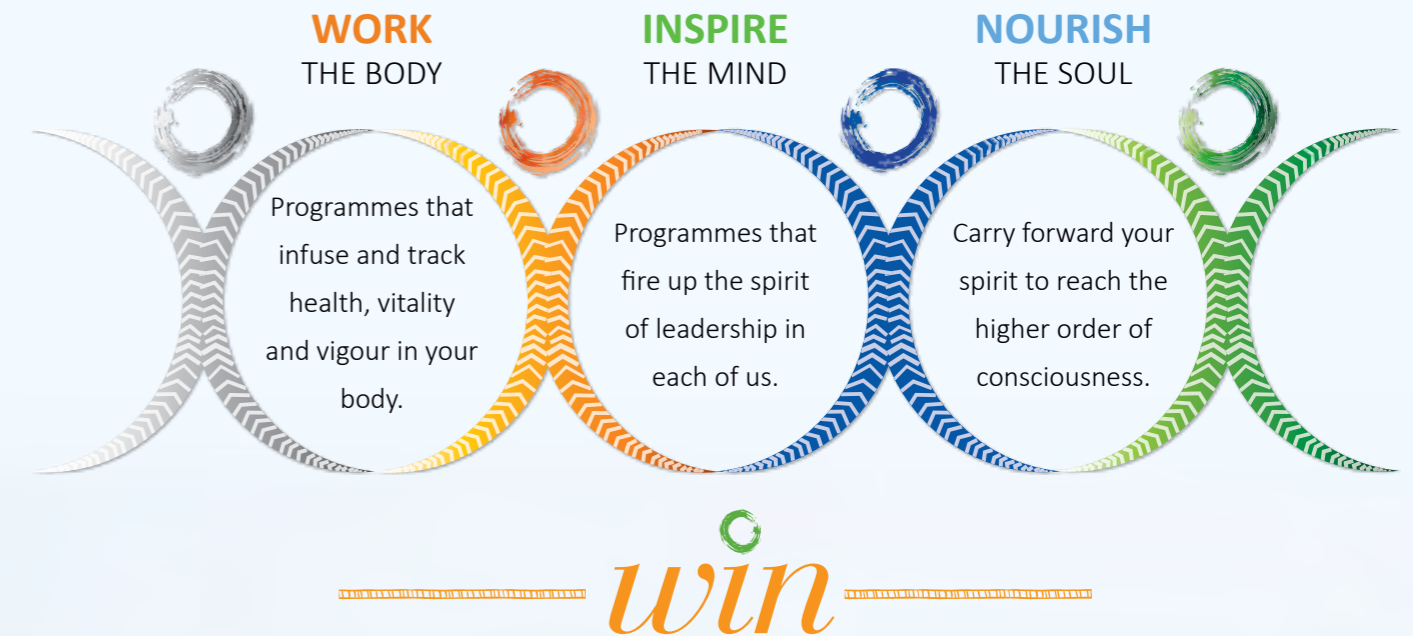 WORK
THE BODY
INSPIRE
THE MIND
NOURISH
THE SOUL
Programmes that
infuse and track
health, vitality
and vigour in your
body.
Programmes that
fire up the spirit
of leadership in
each of us.
Carry forward your
spirit to reach the
higher order of
consciousness.
win